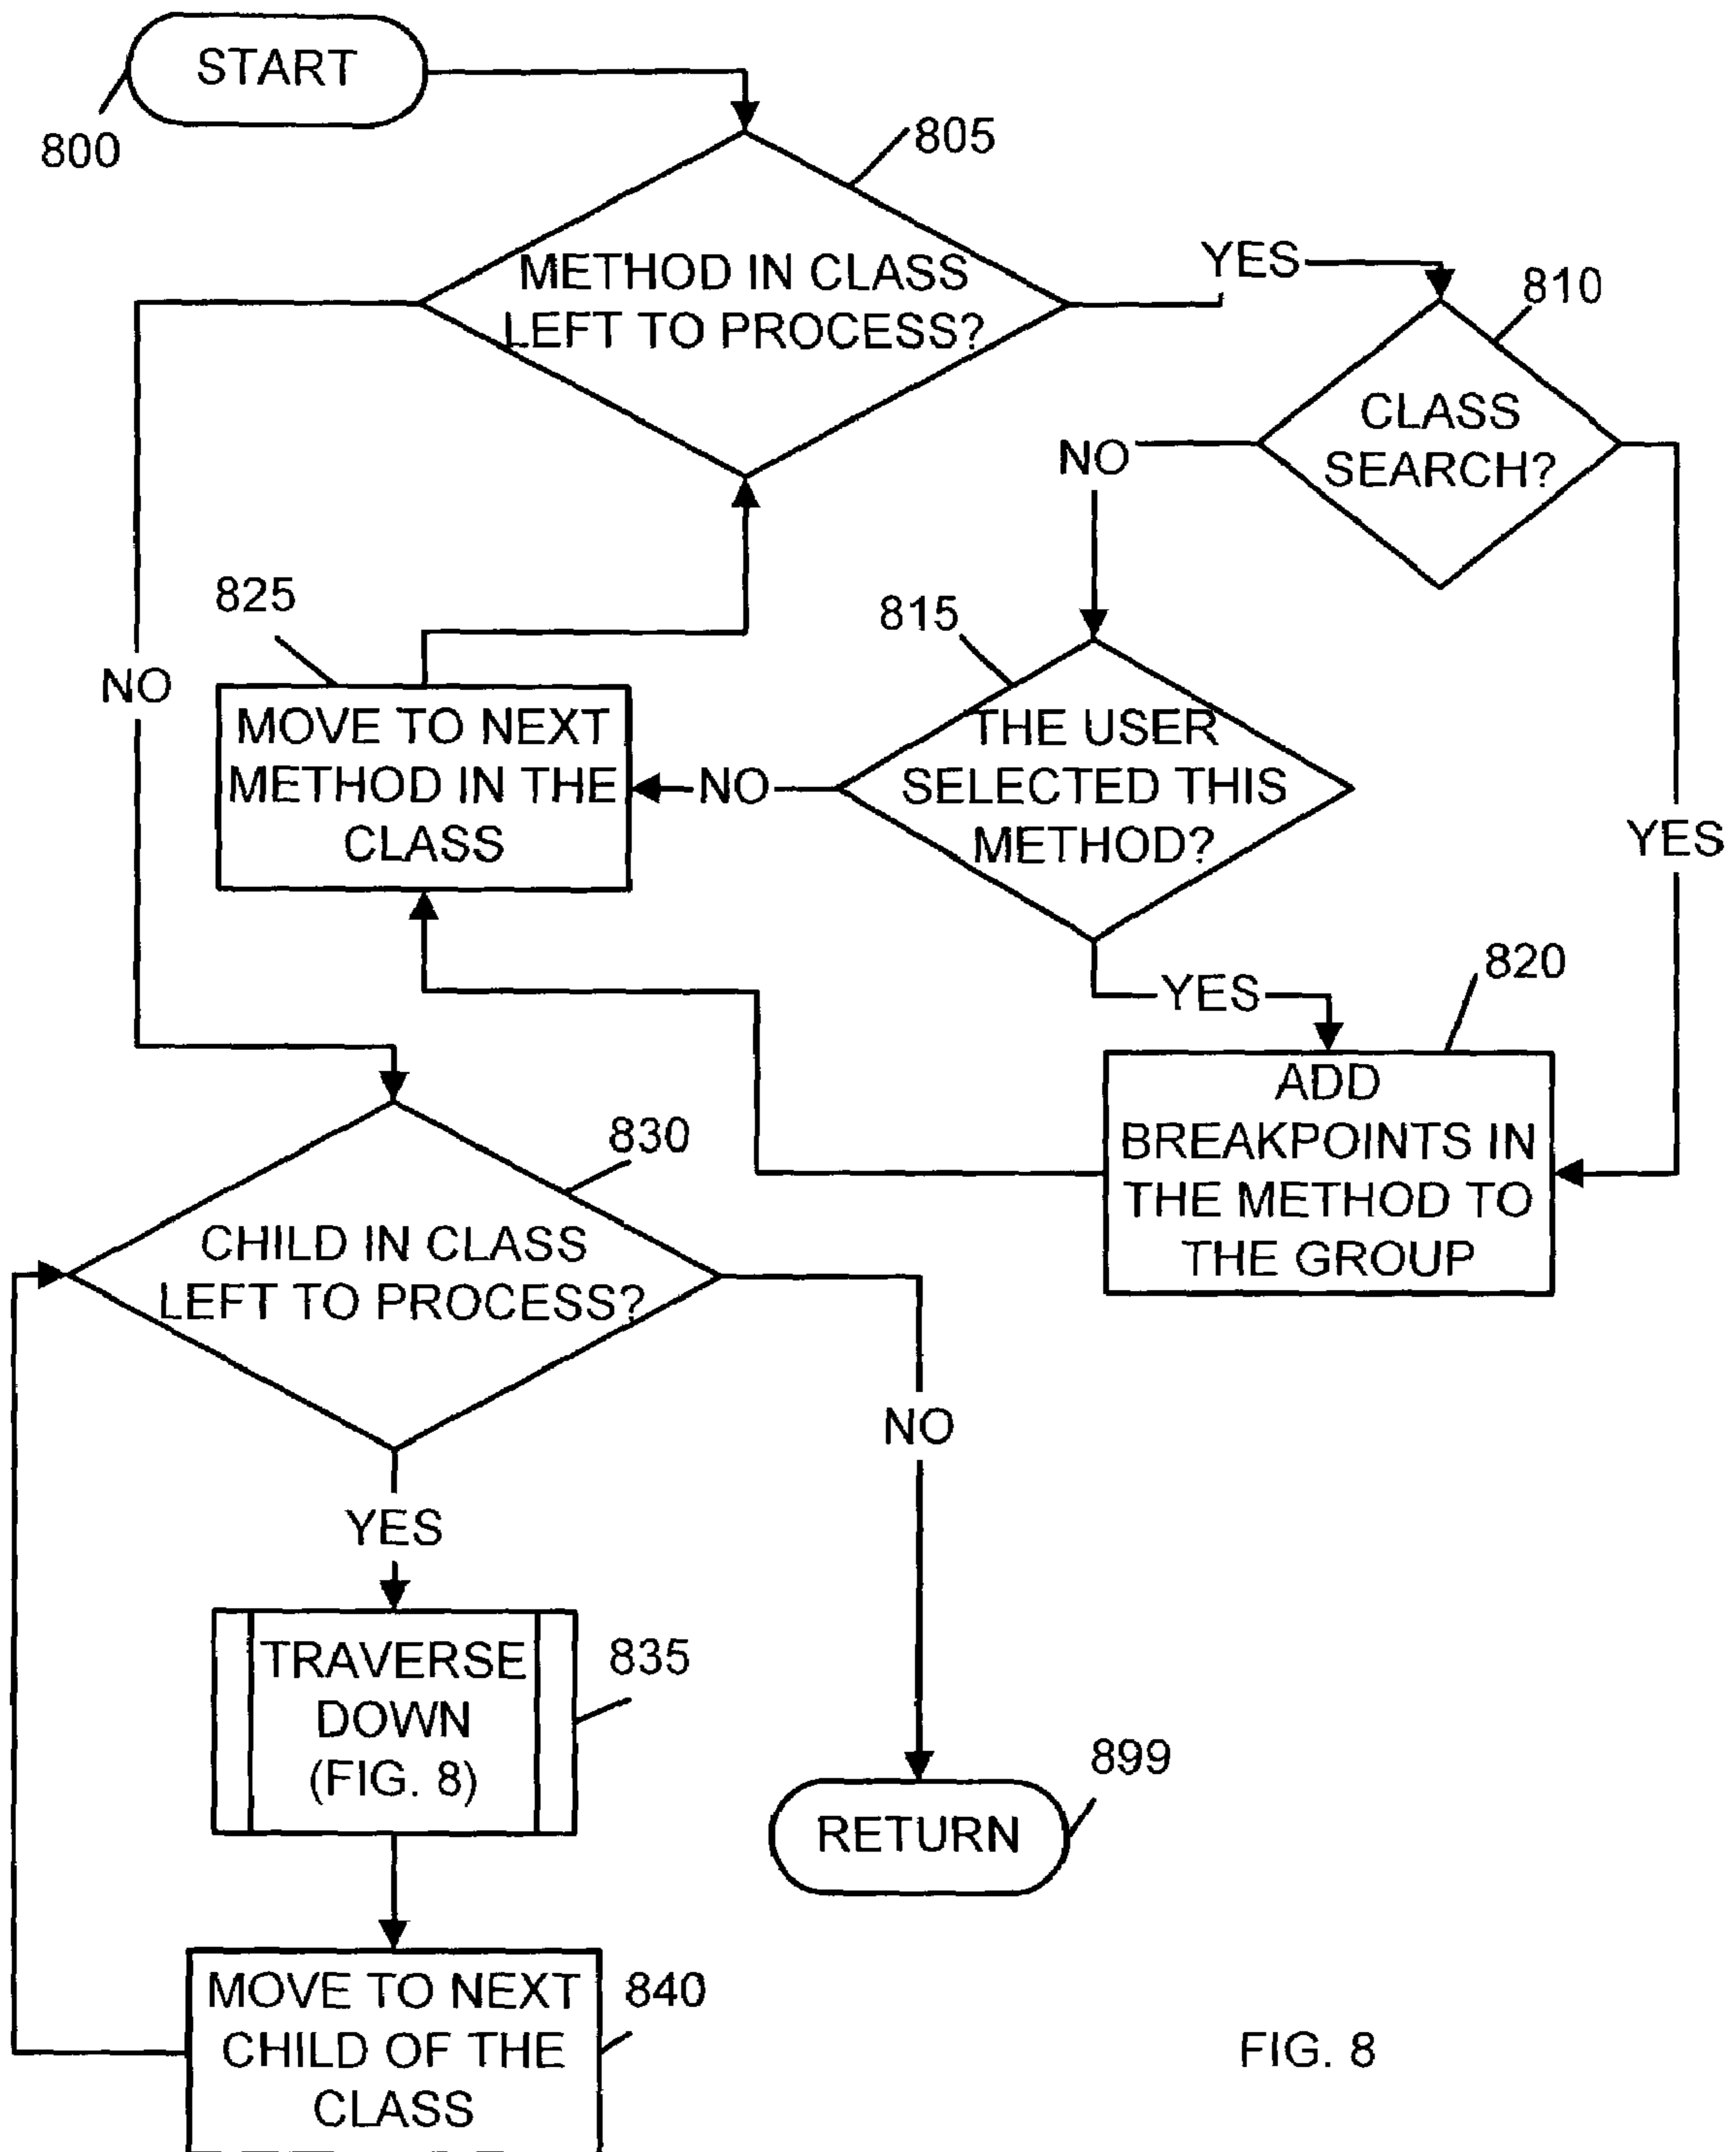 START
800
805
METHOD IN CLASS
LEFT TO PROCESS?
YES
810
CLASS
SEARCH?
NO
825
815
NO
MOVE TO NEXT
METHOD IN THE
CLASS
NO
THE USER
SELECTED THIS
METHOD?
YES
YES
820
ADD
BREAKPOINTS IN
THE METHOD TO
THE GROUP
830
CHILD IN CLASS
LEFT TO PROCESS?
NO
YES
TRAVERSE
DOWN
(FIG. 8)
835
899
RETURN
MOVE TO NEXT
CHILD OF THE
CLASS
840
FIG. 8